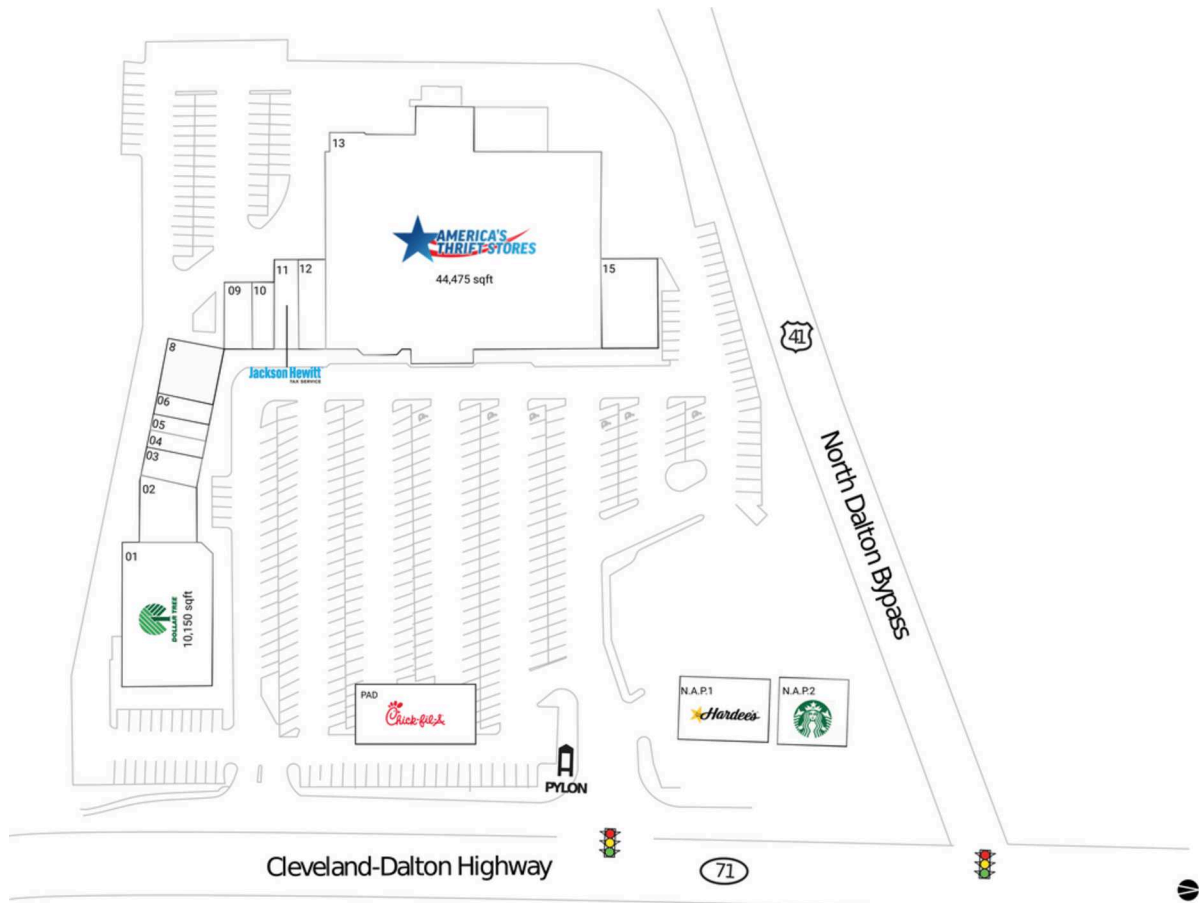 13
AMERICA'S
THRIFT STORES
44,475 sqft
11
12
15
09
10
41
8
Jackson Hewitt
TAX SERVICE
06
05
04
03
02
North Dalton Bypass
01
DOLLAR TREE
10,150 sqft
PAD
Chick-fil-A
N.A.P.1
Hardee's
N.A.P.2
PYLON
Cleveland-Dalton Highway
71